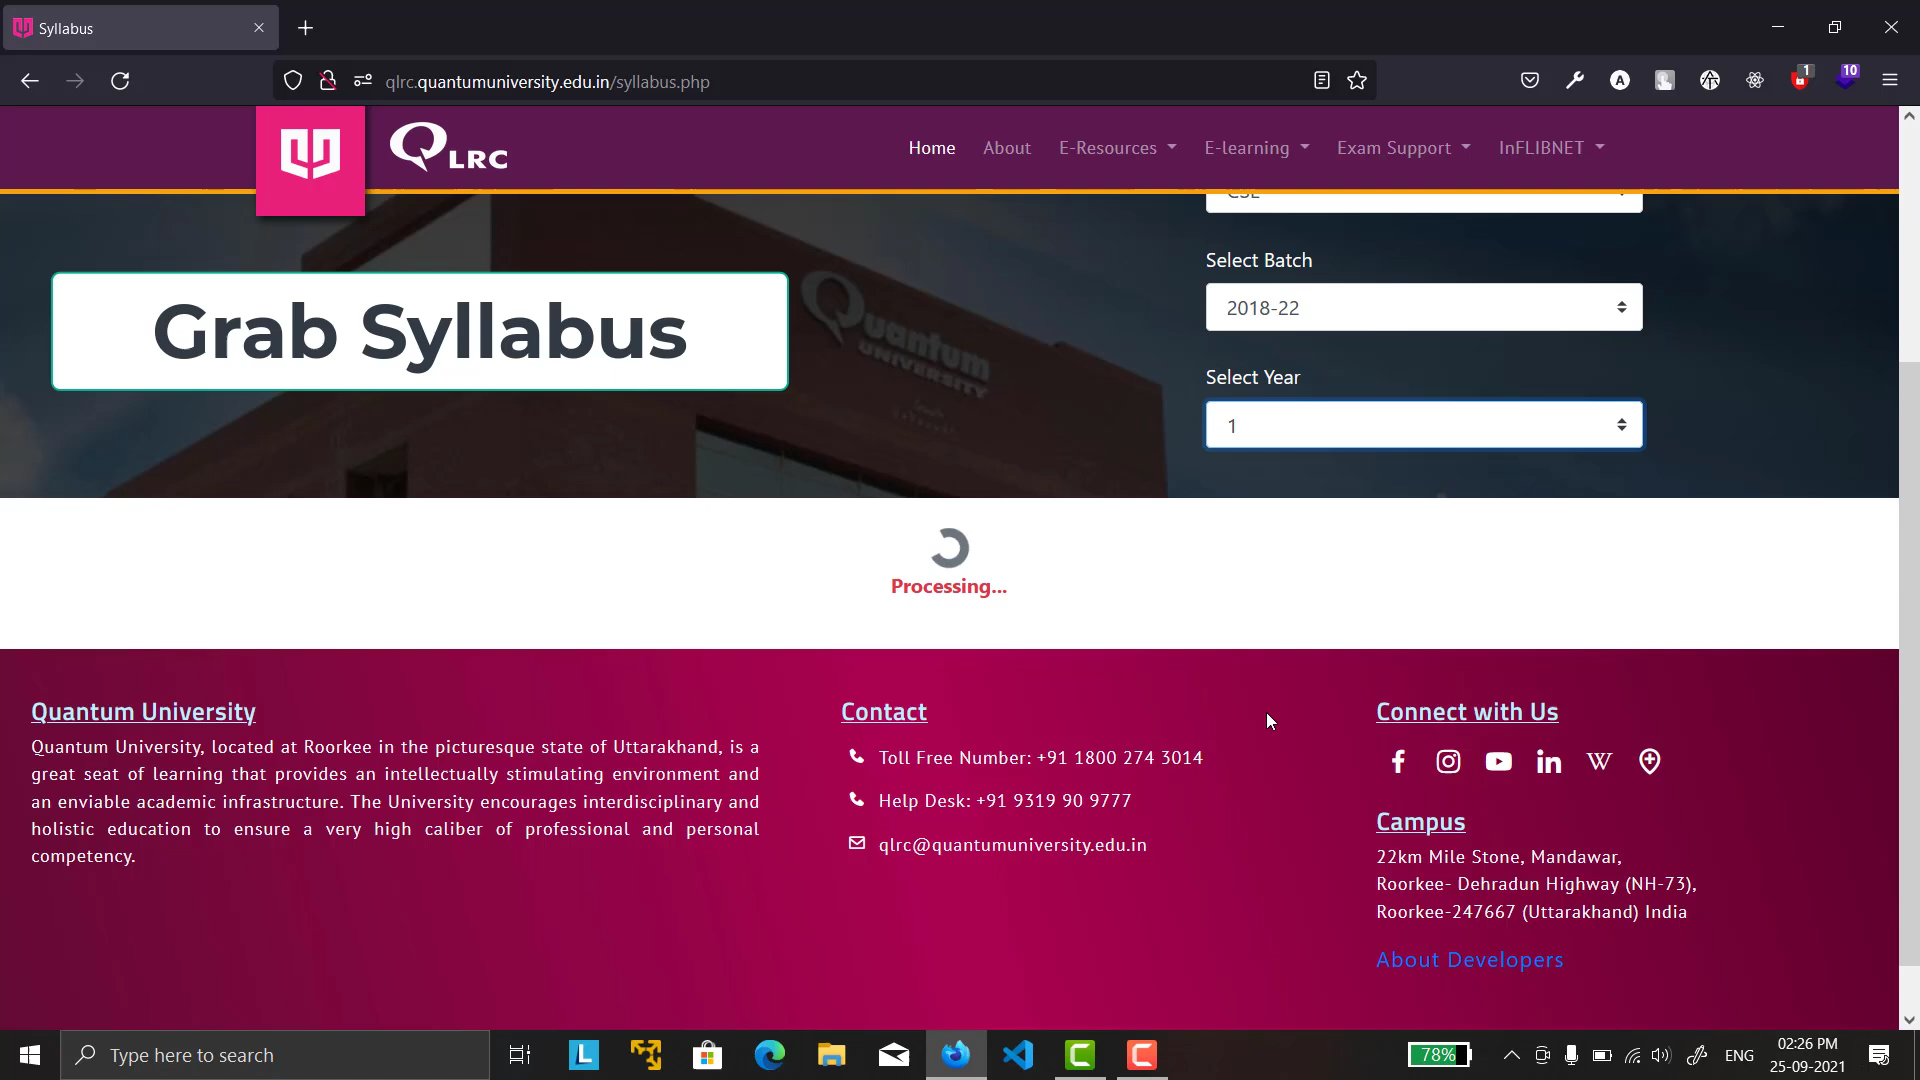 Syllabus
qlrc.quantumuniversity.edu.in/syllabus.php
1
10
QLRC
Home
About
E-Resources
E-learning
Exam Support
InFLIBNET
Select Batch
2018-22
Select Year
1
Grab Syllabus
Quantum
UNIVERSITY
Processing...
Quantum University
Quantum University, located at Roorkee in the picturesque state of Uttarakhand, is a
great seat of learning that provides an intellectually stimulating environment and
an enviable academic infrastructure. The University encourages interdisciplinary and
holistic education to ensure a very high caliber of professional and personal
competency.
Contact
Toll Free Number: +91 1800 274 3014
Help Desk: +91 9319 90 9777
qlrc@quantumuniversity.edu.in
Connect with Us
Campus
22km Mile Stone, Mandawar,
Roorkee- Dehradun Highway (NH-73),
Roorkee-247667 (Uttarakhand) India
About Developers
Type here to search
78%
ENG
02:26 PM
25-09-2021